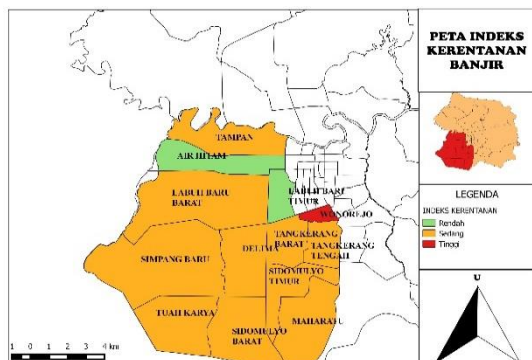 PETA INDEKS
KERENTANAN
BANJIR
TAMPAN
AIR HITAM
LABUH BARU
BARAT
LABUH BARU
TIMUR
WONOREJO
TANGKERANG
BARAT
TANGKERANG
TENGAH
DELIMA
SIMPANG BARU
SIDOMULYO
TIMUR
TUAH KARYA
SIDOMULYO
BARAT
MAHARATU
LEGENDA
INDEKS KERENTANAN
Rendah
Sedang
Tinggi
U
1 0 1 2 3 4 km